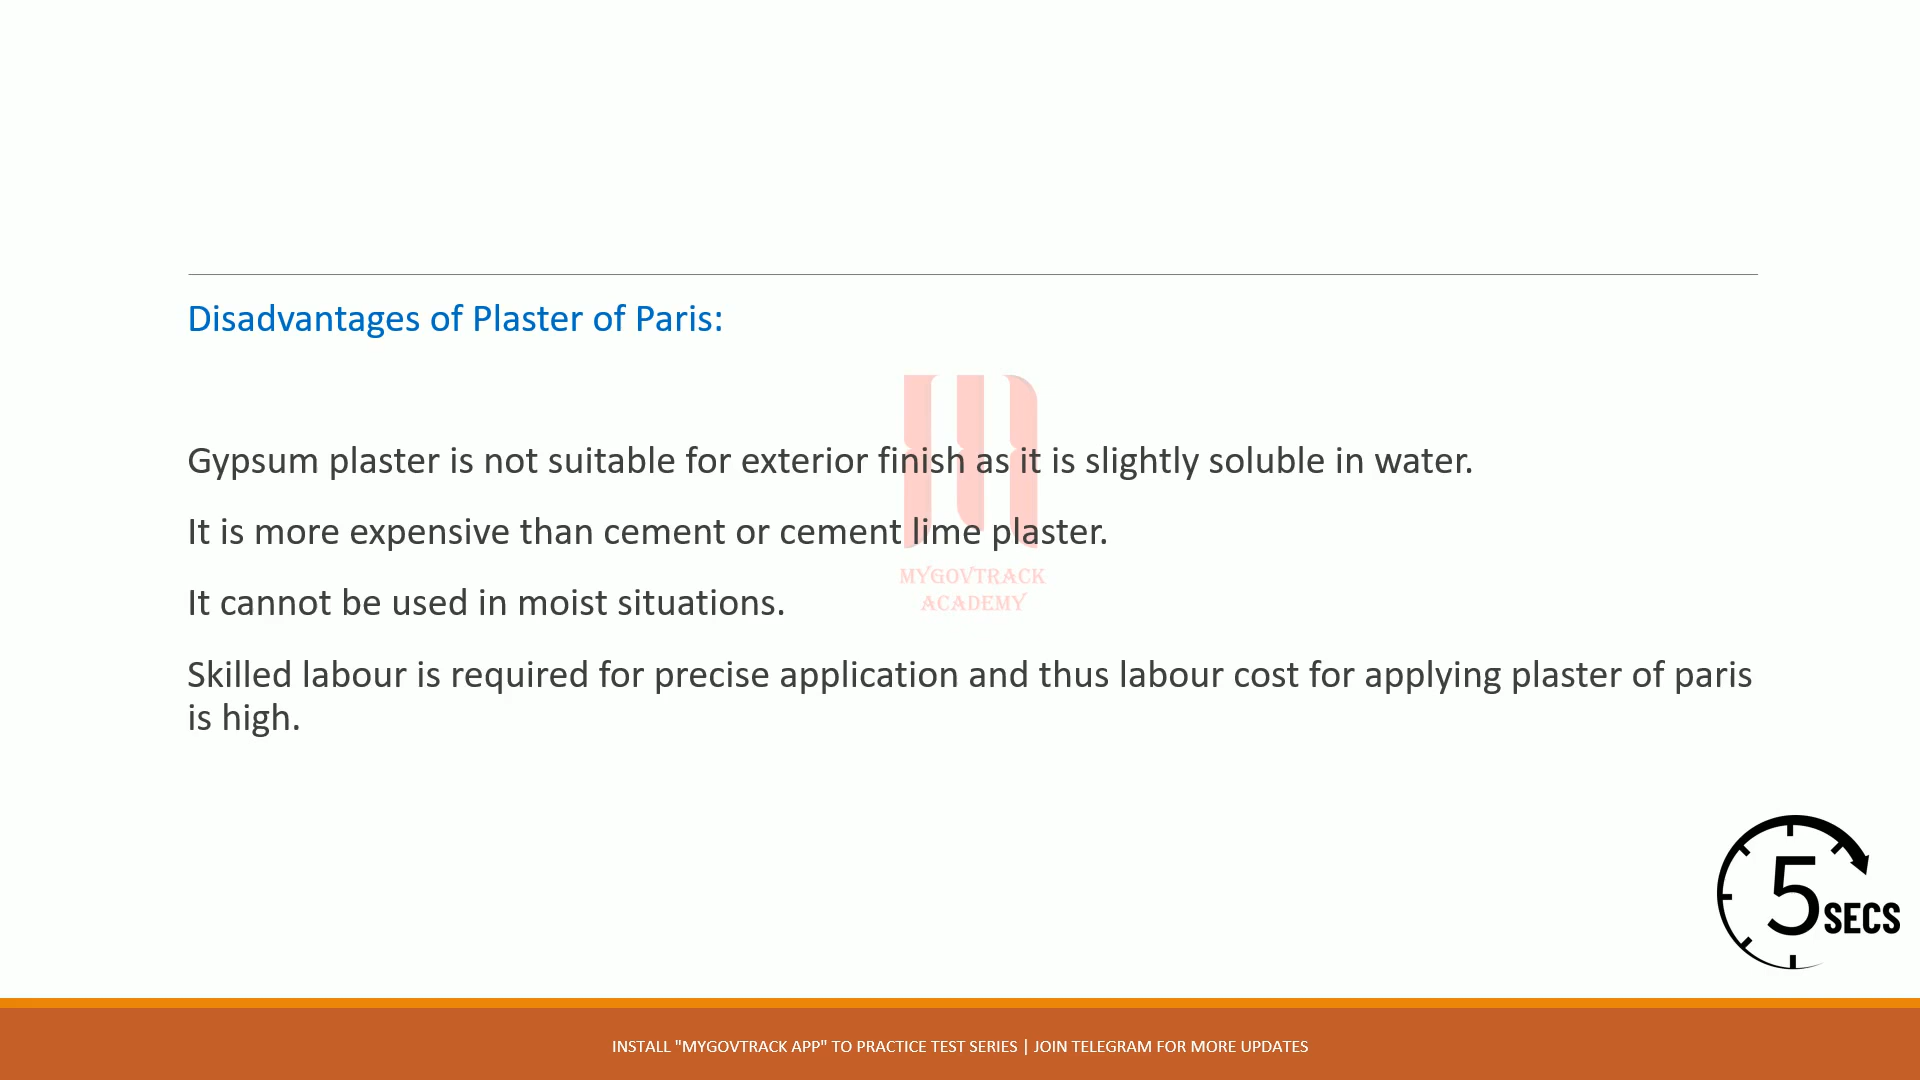 Disadvantages of Plaster of Paris:
Gypsum plaster is not suitable for exterior finish as it is slightly soluble in water.
It is more expensive than cement or cement lime plaster.
MYGOVTRACK
ACADEMY
It cannot be used in moist situations.
Skilled labour is required for precise application and thus labour cost for applying plaster of paris
is high.
5 SECS
INSTALL "MYGOVTRACK APP" TO PRACTICE TEST SERIES | JOIN TELEGRAM FOR MORE UPDATES